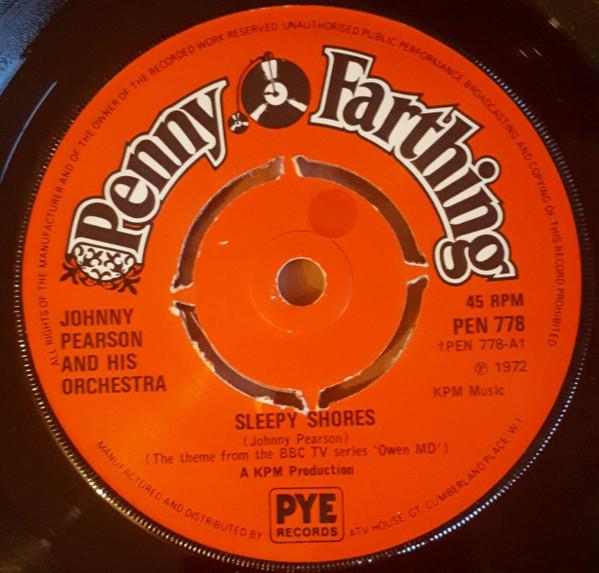 ALL RIGHTS OF THE MANUFACTURER AND OF THE OWNER OF THE RECORDED WORK RESERVED UNAUTHORISED PUBLIC PERFORMANCE BROADCASTING AND COPYING OF THIS RECORD PROHIBITED
Penny Farthing
45 RPM
PEN 778
†PEN 778-A†
℗ 1972
KPM Music
JOHNNY
PEARSON
AND HIS
ORCHESTRA
SLEEPY SHORES
(Johnny Pearson)
(The theme from the BBC TV series 'Owen MD')
A KPM Production
PYE
RECORDS
MANUFACTURED AND DISTRIBUTED BY
ATV HOUSE GT CUMBERLAND PLACE W1